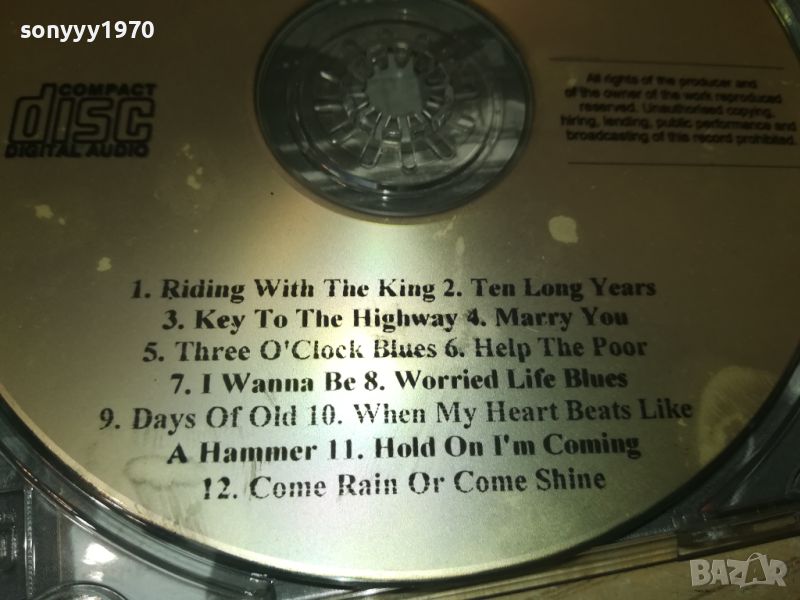 sonyyy1970
COMPACT
disc
DIGITAL AUDIO
All rights of the producer and
of the owner of the work reproduced
reserved. Unauthorised copying,
hiring, lending, public performance and
broadcasting of this record prohibited.
1. Riding With The King 2. Ten Long Years
3. Key To The Highway 4. Marry You
5. Three O'Clock Blues 6. Help The Poor
7. I Wanna Be 8. Worried Life Blues
9. Days Of Old 10. When My Heart Beats Like
A Hammer 11. Hold On I'm Coming
12. Come Rain Or Come Shine
BAZAR